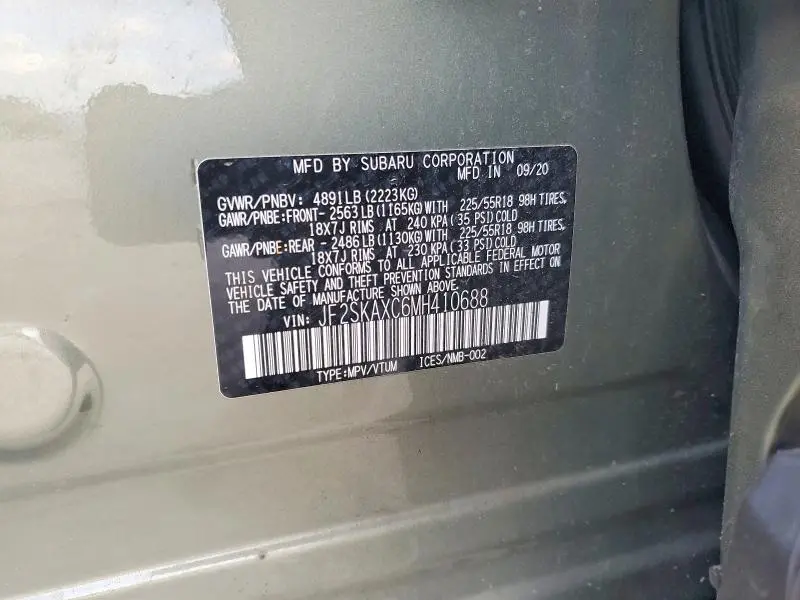 MFD BY SUBARU CORPORATION
MFD IN 09/20
GVWR/PNBV: 4891LB(2223KG)
GAWR/PNBE:FRONT- 2563LB(1165KG)WITH 225/55R18 98H TIRES,
18X7J RIMS AT 240 KPA(35 PSI)COLD
GAWR/PNBE:REAR - 2486LB(1130KG)WITH 225/55R18 98H TIRES,
18X7J RIMS AT 230 KPA(33 PSI)COLD
THIS VEHICLE CONFORMS TO ALL APPLICABLE FEDERAL MOTOR
VEHICLE SAFETY AND THEFT PREVENTION STANDARDS IN EFFECT ON
THE DATE OF MANUFACTURE SHOWN ABOVE.
VIN: JF2SKAXC6MH410688
TYPE:MPV/VTUM ICES/NMB-002